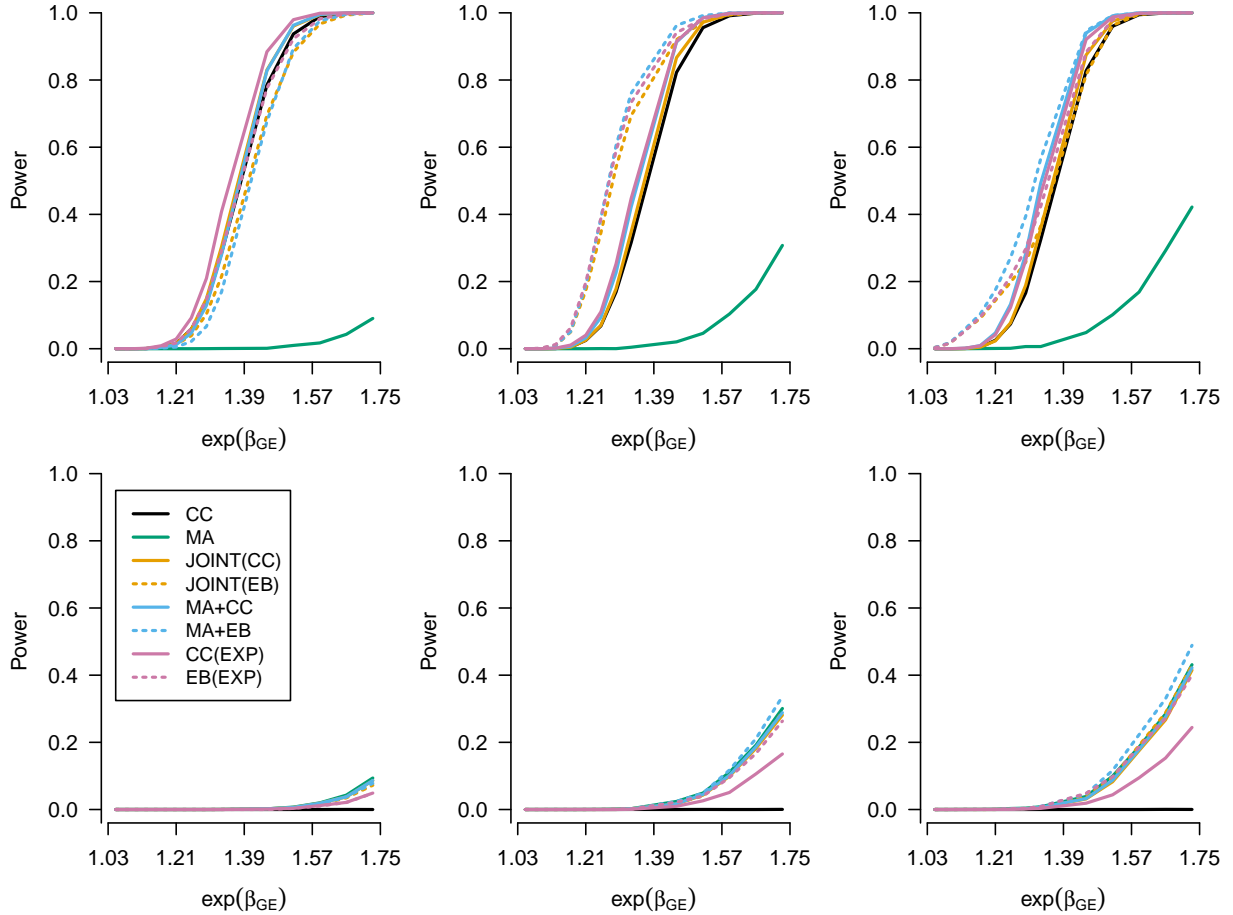 1.0 1.0 1.0
0.8 0.8 0.8
0.6 0.6 0.6
Power Power Power
0.4 0.4 0.4
0.2 0.2 0.2
0.0 0.0 0.0
1.03 1.21 1.39 1.57 1.75 1.03 1.21 1.39 1.57 1.75 1.03 1.21 1.39 1.57 1.75
exp(βGE) exp(βGE) exp(βGE)
1.0 1.0 1.0
0.8 0.8 0.8
0.6 0.6 0.6
Power Power Power
0.4 0.4 0.4
0.2 0.2 0.2
0.0 0.0 0.0
CC
MA
JOINT(CC)
JOINT(EB)
MA+CC
MA+EB
CC(EXP)
EB(EXP)
1.03 1.21 1.39 1.57 1.75 1.03 1.21 1.39 1.57 1.75 1.03 1.21 1.39 1.57 1.75
exp(βGE) exp(βGE) exp(βGE)